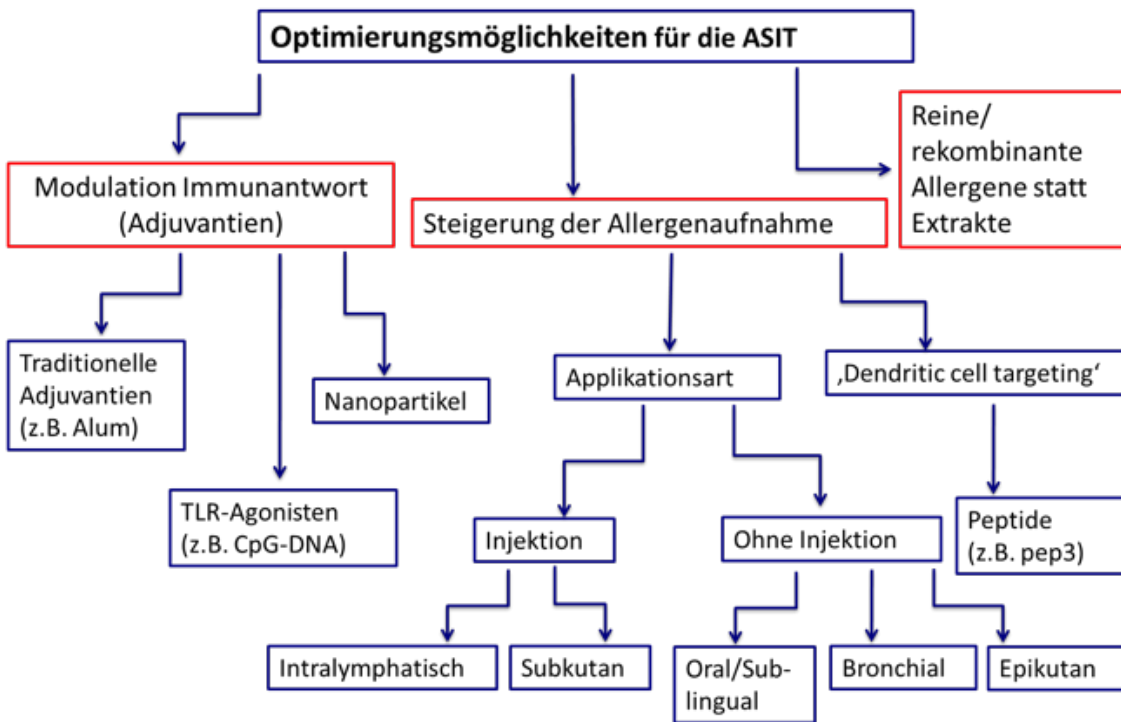 Optimierungsmöglichkeiten für die ASIT
Reine/
rekombinante
Allergene statt
Extrakte
Modulation Immunantwort
(Adjuvantien)
Steigerung der Allergenaufnahme
Traditionelle
Adjuvantien
(z.B. Alum)
Nanopartikel
Applikationsart
‚Dendritic cell targeting‘
TLR-Agonisten
(z.B. CpG-DNA)
Injektion
Ohne Injektion
Peptide
(z.B. pep3)
Intralymphatisch
Subkutan
Oral/Sub-
lingual
Bronchial
Epikutan